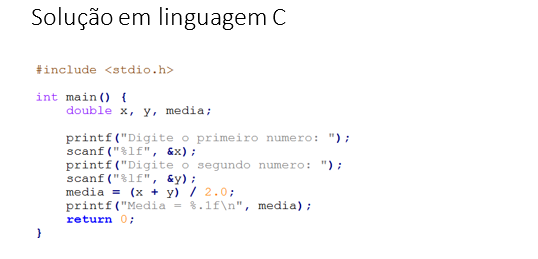 Solução em linguagem C
#include <stdio.h>
int main() {
    double x, y, media;
    printf("Digite o primeiro numero: ");
    scanf("%lf", &x);
    printf("Digite o segundo numero: ");
    scanf("%lf", &y);
    media = (x + y) / 2.0;
    printf("Media = %.1f\n", media);
    return 0;
}